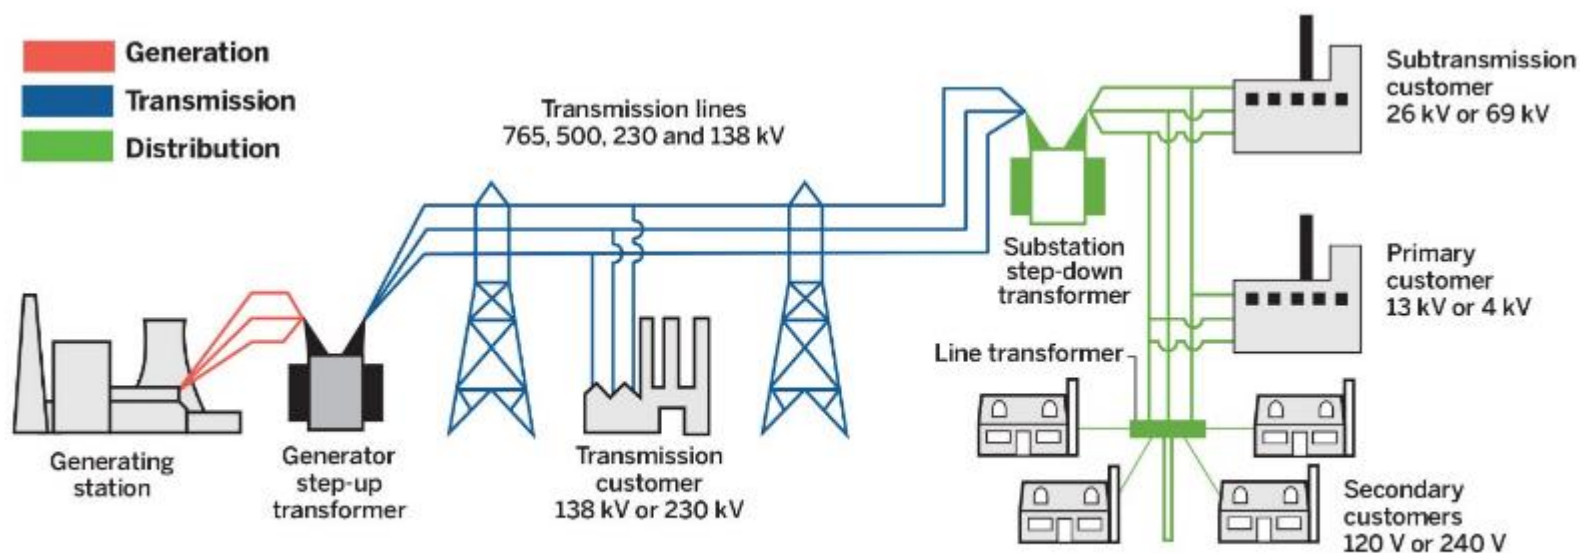 Generation
Transmission
Distribution
Transmission lines
765, 500, 230 and 138 kV
Subtransmission
customer
26 kV or 69 kV
Substation
step-down
transformer
Primary
customer
13 kV or 4 kV
Line transformer
Generating
station
Generator
step-up
transformer
Transmission
customer
138 kV or 230 kV
Secondary
customers
120 V or 240 V